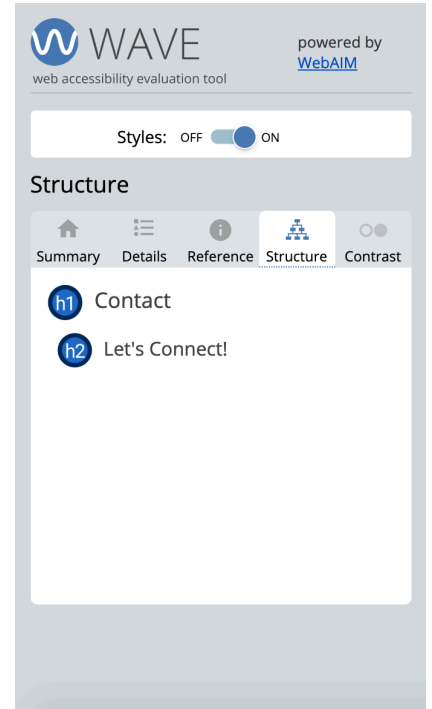 WAVE
web accessibility evaluation tool
powered by
WebAIM
Styles: OFF ON
Structure
Summary Details Reference Structure Contrast
h1 Contact
h2 Let's Connect!